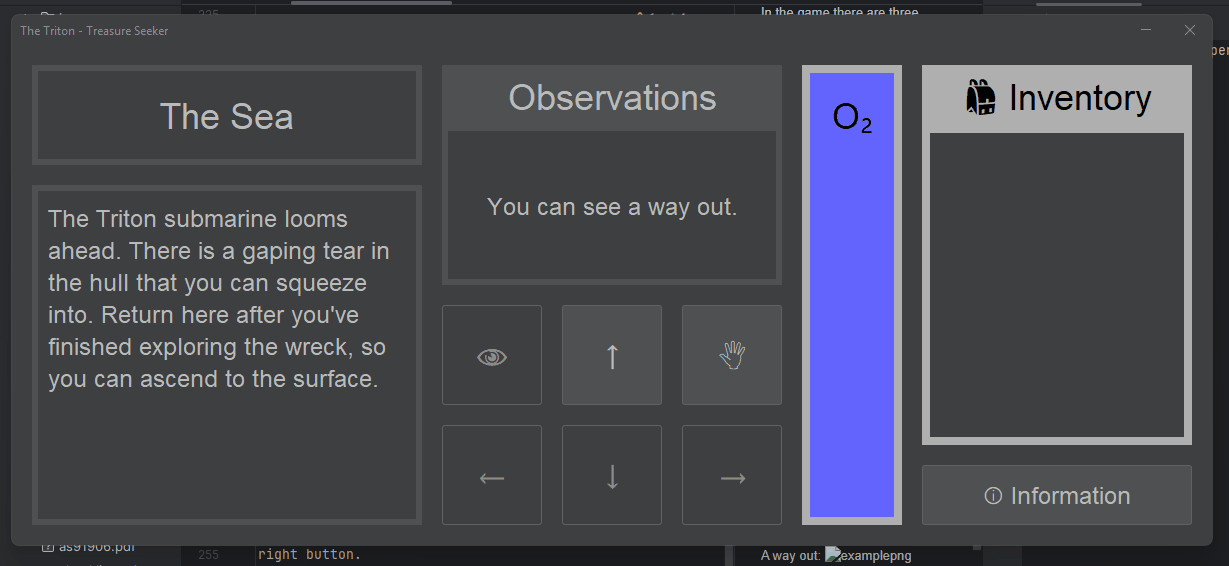 In the game there are three
The Triton - Treasure Seeker
The Sea
The Triton submarine looms
ahead. There is a gaping tear in
the hull that you can squeeze
into. Return here after you've
finished exploring the wreck, so
you can ascend to the surface.
Observations
You can see a way out.
↑
←
↓
→
O₂
Inventory
Information
as91906.pdf
255
right button.
A way out:
examplepng